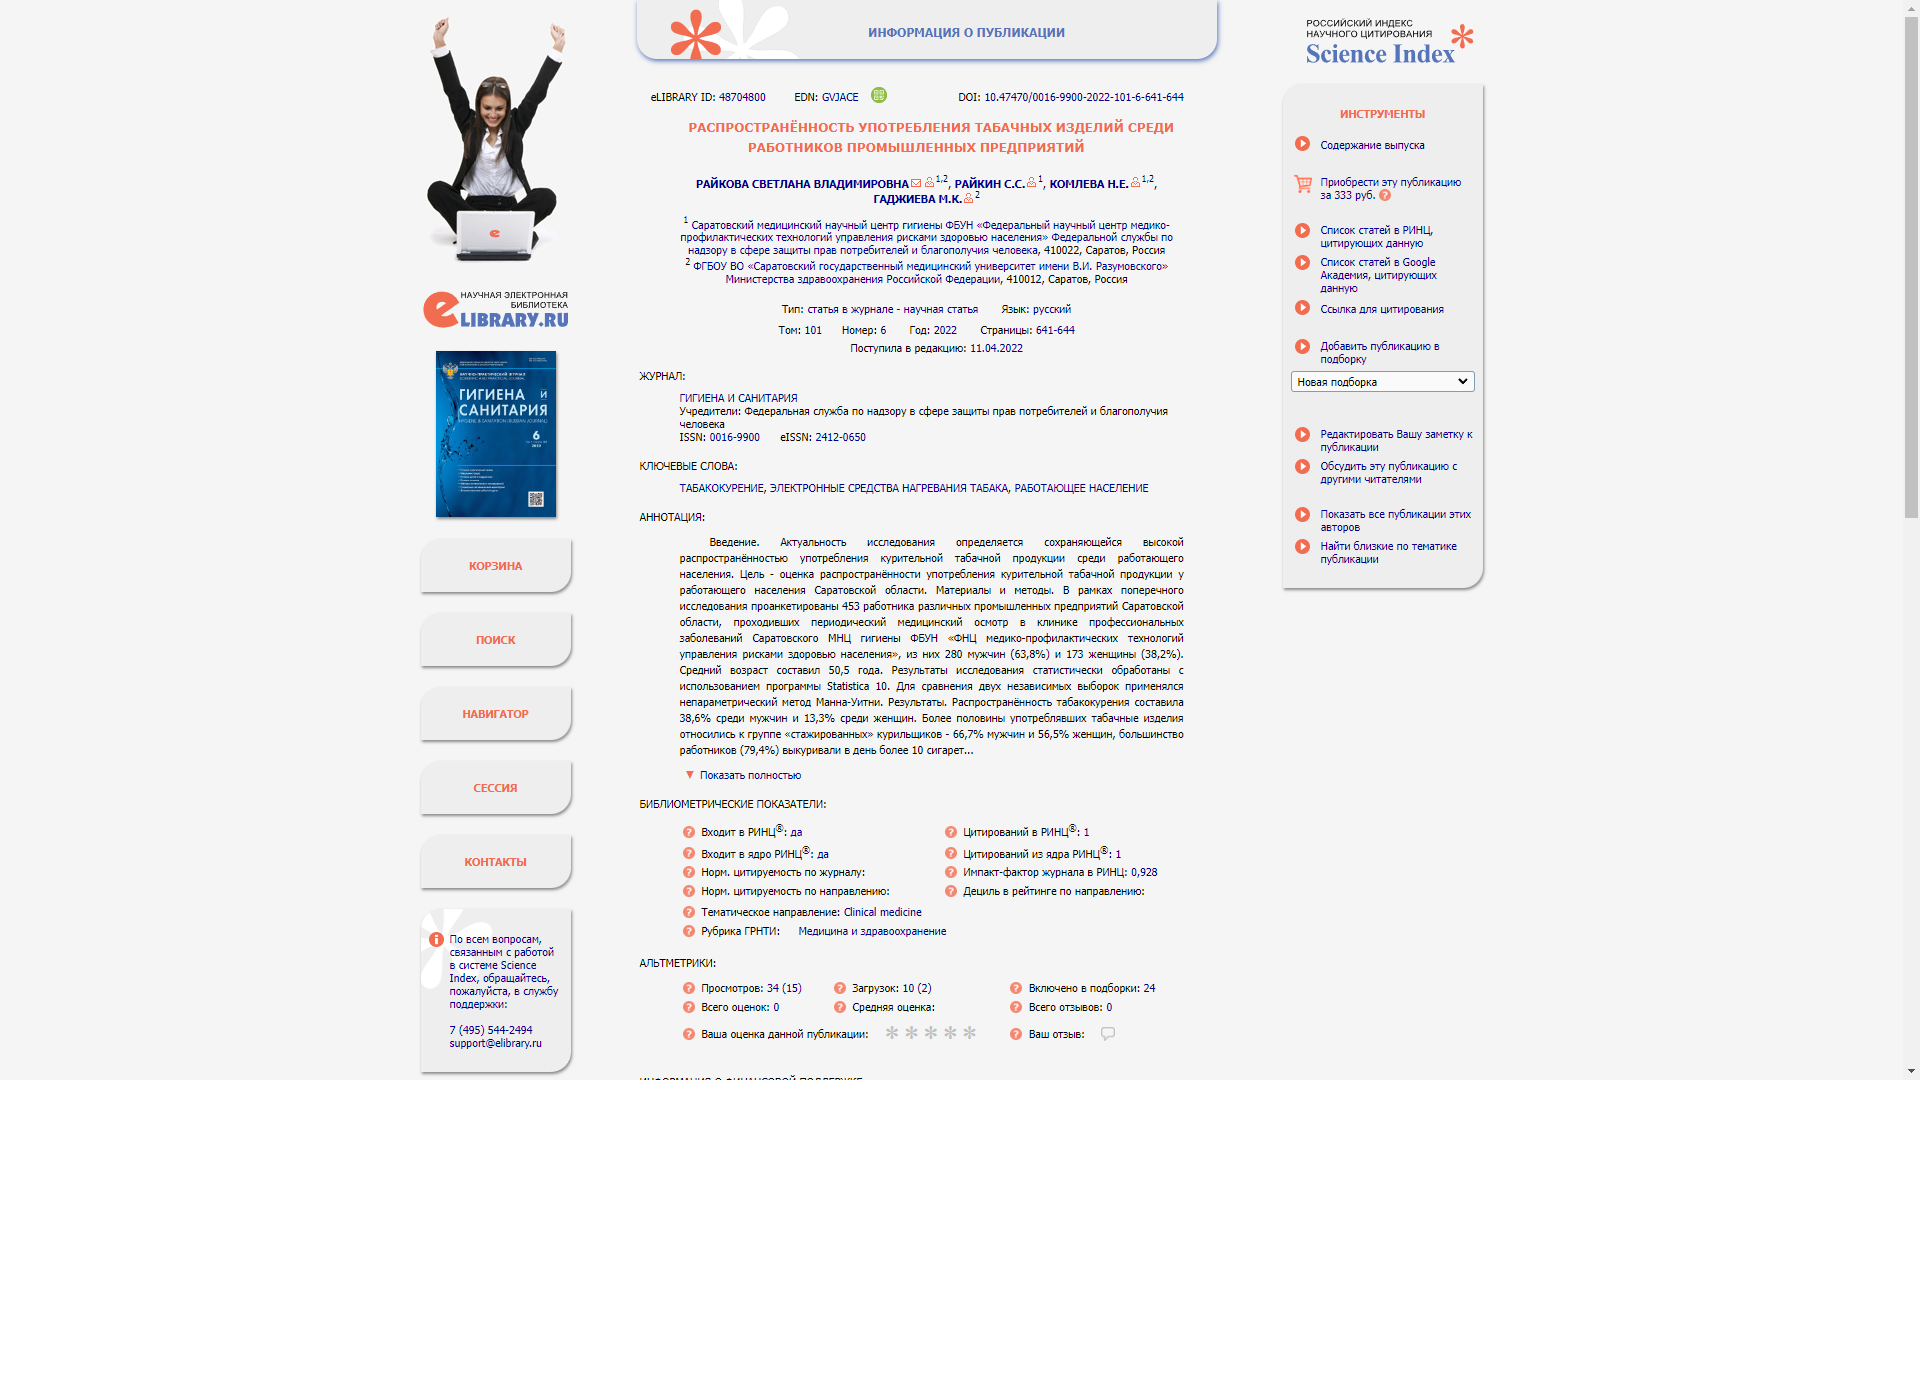 ИНФОРМАЦИЯ О ПУБЛИКАЦИИ
eLIBRARY ID: 48704800 EDN: GVJACE DOI: 10.47470/0016-9900-2022-101-6-641-644
РАСПРОСТРАНЁННОСТЬ УПОТРЕБЛЕНИЯ ТАБАЧНЫХ ИЗДЕЛИЙ СРЕДИ
РАБОТНИКОВ ПРОМЫШЛЕННЫХ ПРЕДПРИЯТИЙ
РАЙКОВА СВЕТЛАНА ВЛАДИМИРОВНА 1,2, РАЙКИН С.С. 1, КОМЛЕВА Н.Е. 1,2,
ГАДЖИЕВА М.К. 2
1 Саратовский медицинский научный центр гигиены ФБУН «Федеральный научный центр медико-
профилактических технологий управления рисками здоровью населения» Федеральной службы по
надзору в сфере защиты прав потребителей и благополучия человека, 410022, Саратов, Россия
2 ФГБОУ ВО «Саратовский государственный медицинский университет имени В.И. Разумовского»
Министерства здравоохранения Российской Федерации, 410012, Саратов, Россия
Тип: статья в журнале - научная статья Язык: русский
Том: 101 Номер: 6 Год: 2022 Страницы: 641-644
Поступила в редакцию: 11.04.2022
ЖУРНАЛ:
ГИГИЕНА И САНИТАРИЯ
Учредители: Федеральная служба по надзору в сфере защиты прав потребителей и благополучия
человека
ISSN: 0016-9900 eISSN: 2412-0650
КЛЮЧЕВЫЕ СЛОВА:
ТАБАКОКУРЕНИЕ, ЭЛЕКТРОННЫЕ СРЕДСТВА НАГРЕВАНИЯ ТАБАКА, РАБОТАЮЩЕЕ НАСЕЛЕНИЕ
АННОТАЦИЯ:
Введение. Актуальность исследования определяется сохраняющейся высокой
распространённостью употребления курительной табачной продукции среди работающего
населения. Цель - оценка распространённости употребления курительной табачной продукции у
работающего населения Саратовской области. Материалы и методы. В рамках поперечного
исследования проанкетированы 453 работника различных промышленных предприятий Саратовской
области, проходивших периодический медицинский осмотр в клинике профессиональных
заболеваний Саратовского МНЦ гигиены ФБУН «ФНЦ медико-профилактических технологий
управления рисками здоровью населения», из них 280 мужчин (63,8%) и 173 женщины (38,2%).
Средний возраст составил 50,5 года. Результаты исследования статистически обработаны с
использованием программы Statistica 10. Для сравнения двух независимых выборок применялся
непараметрический метод Манна-Уитни. Результаты. Распространённость табакокурения составила
38,6% среди мужчин и 13,3% среди женщин. Более половины употреблявших табачные изделия
относились к группе «стажированных» курильщиков - 66,7% мужчин и 56,5% женщин, большинство
работников (79,4%) выкуривали в день более 10 сигарет...
Показать полностью
БИБЛИОМЕТРИЧЕСКИЕ ПОКАЗАТЕЛИ:
Входит в РИНЦ®: да Цитирований в РИНЦ®: 1
Входит в ядро РИНЦ®: да Цитирований из ядра РИНЦ®: 1
Норм. цитируемость по журналу: Импакт-фактор журнала в РИНЦ: 0,928
Норм. цитируемость по направлению: Дециль в рейтинге по направлению:
Тематическое направление: Clinical medicine
Рубрика ГРНТИ: Медицина и здравоохранение
АЛЬТМЕТРИКИ:
Просмотров: 34 (15) Загрузок: 10 (2) Включено в подборки: 24
Всего оценок: 0 Средняя оценка: Всего отзывов: 0
Ваша оценка данной публикации: Ваш отзыв:
ИНФОРМАЦИЯ О ФИНАНСОВОЙ ПОДДЕРЖКЕ
НАУЧНАЯ ЭЛЕКТРОННАЯ
БИБЛИОТЕКА
eLIBRARY.RU
ГИГИЕНА И
САНИТАРИЯ
6
КОРЗИНА
ПОИСК
НАВИГАТОР
СЕССИЯ
КОНТАКТЫ
По всем вопросам,
связанным с работой
в системе Science
Index, обращайтесь,
пожалуйста, в службу
поддержки:
7 (495) 544-2494
support@elibrary.ru
РОССИЙСКИЙ ИНДЕКС
НАУЧНОГО ЦИТИРОВАНИЯ
Science Index
ИНСТРУМЕНТЫ
Содержание выпуска
Приобрести эту публикацию
за 333 руб.
Список статей в РИНЦ,
цитирующих данную
Список статей в Google
Академия, цитирующих
данную
Ссылка для цитирования
Добавить публикацию в
подборку
Новая подборка
Редактировать Вашу заметку к
публикации
Обсудить эту публикацию с
другими читателями
Показать все публикации этих
авторов
Найти близкие по тематике
публикации